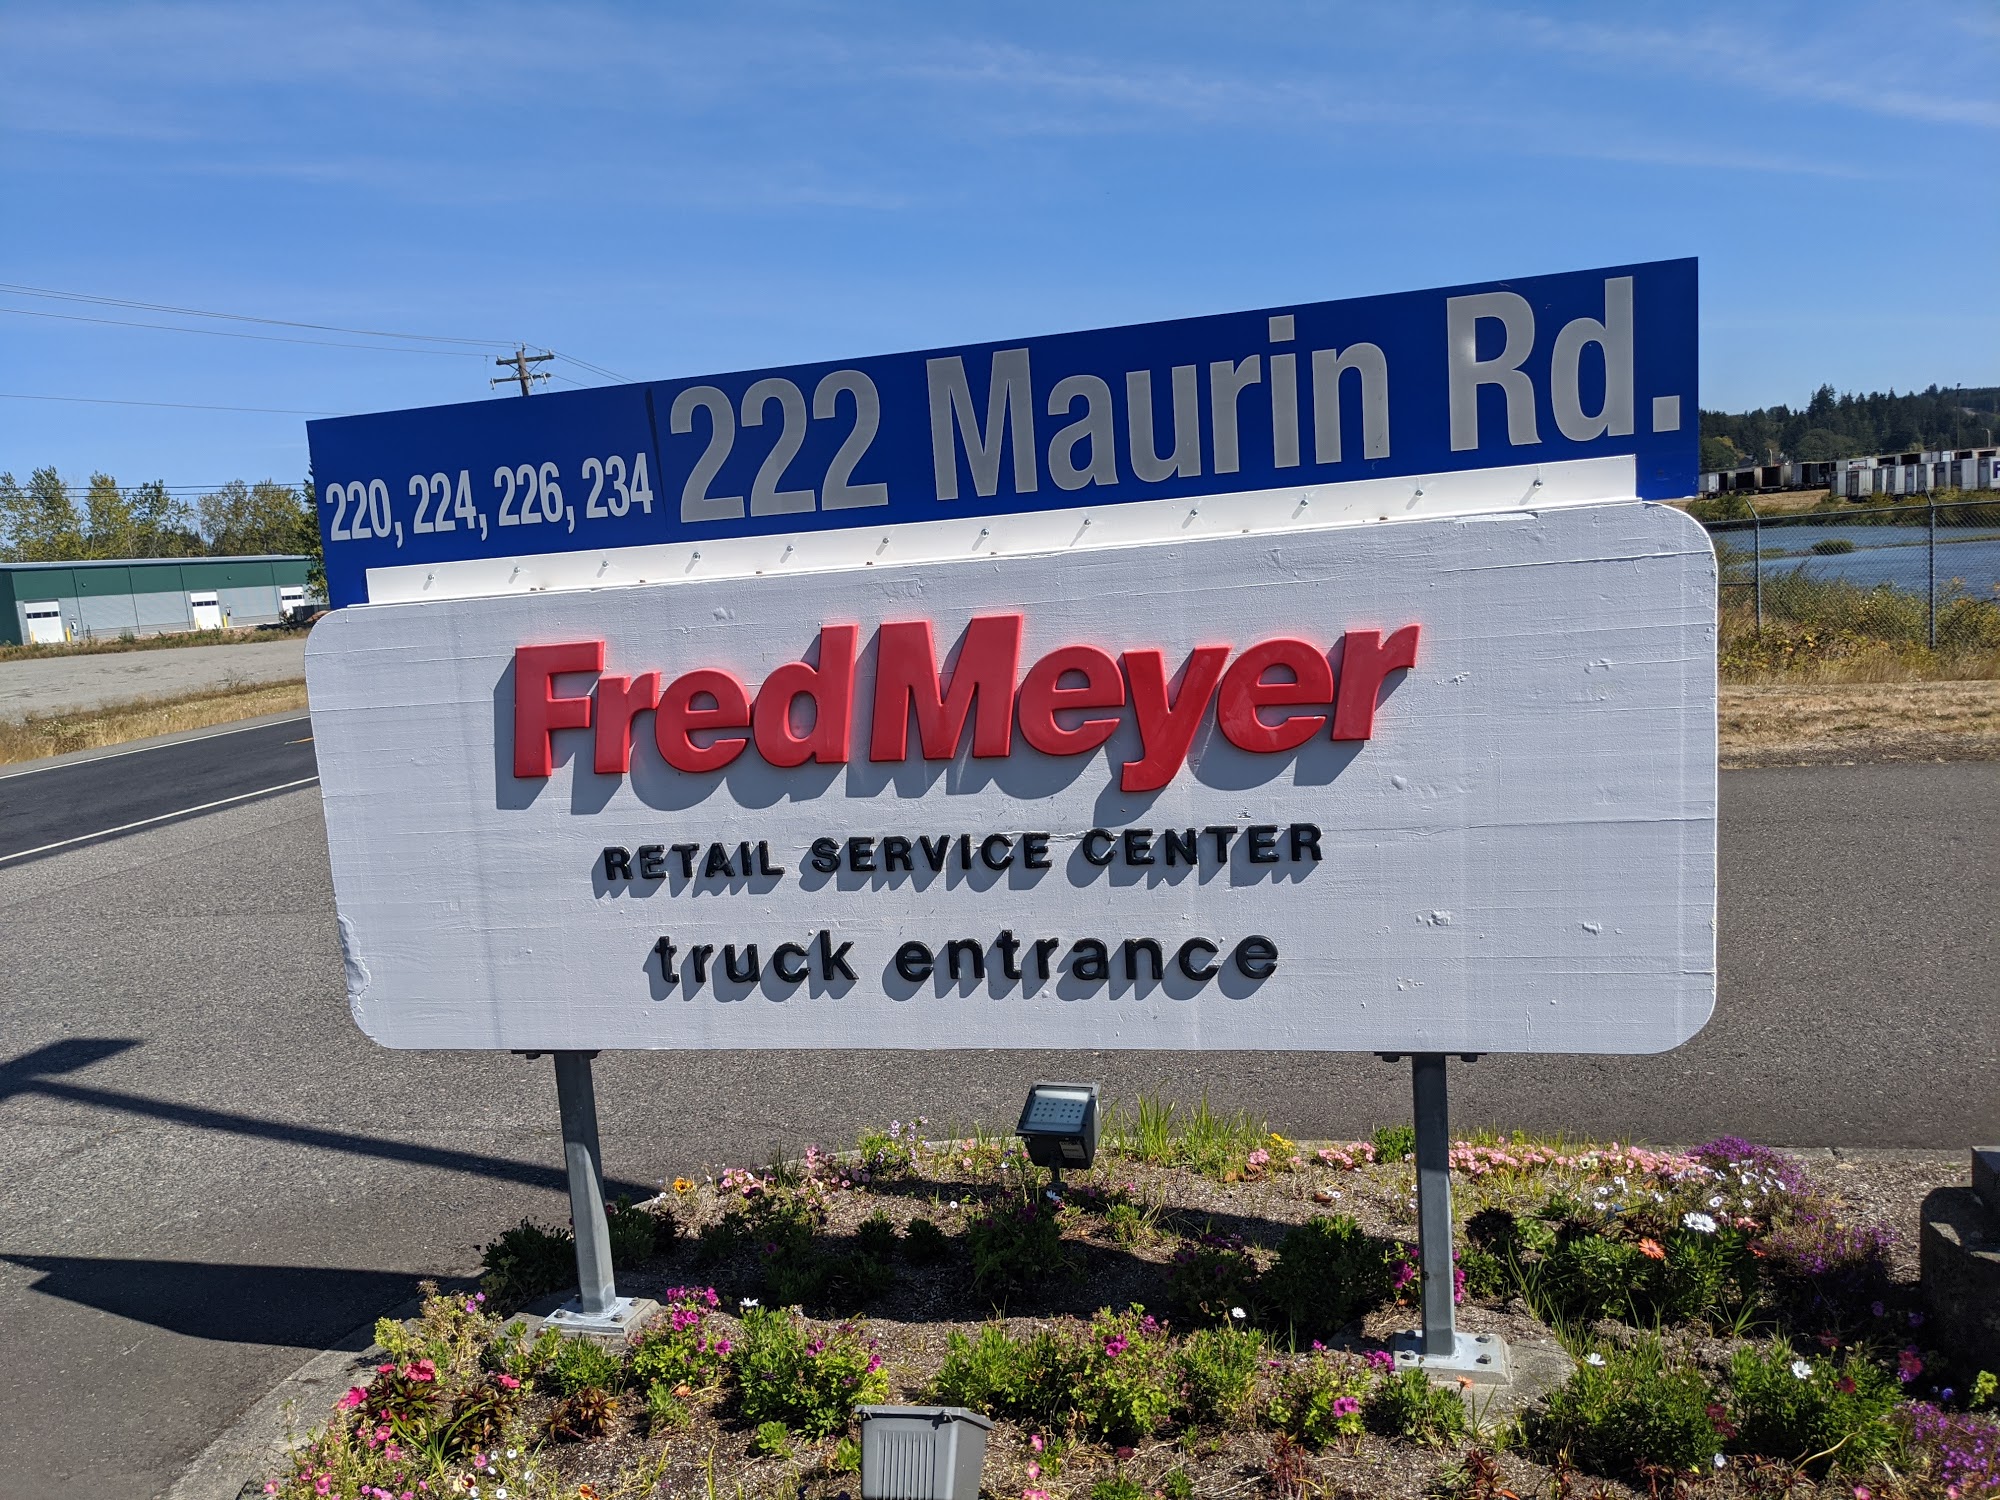 220, 224, 226, 234 222 Maurin Rd.
FredMeyer
RETAIL SERVICE CENTER
truck entrance